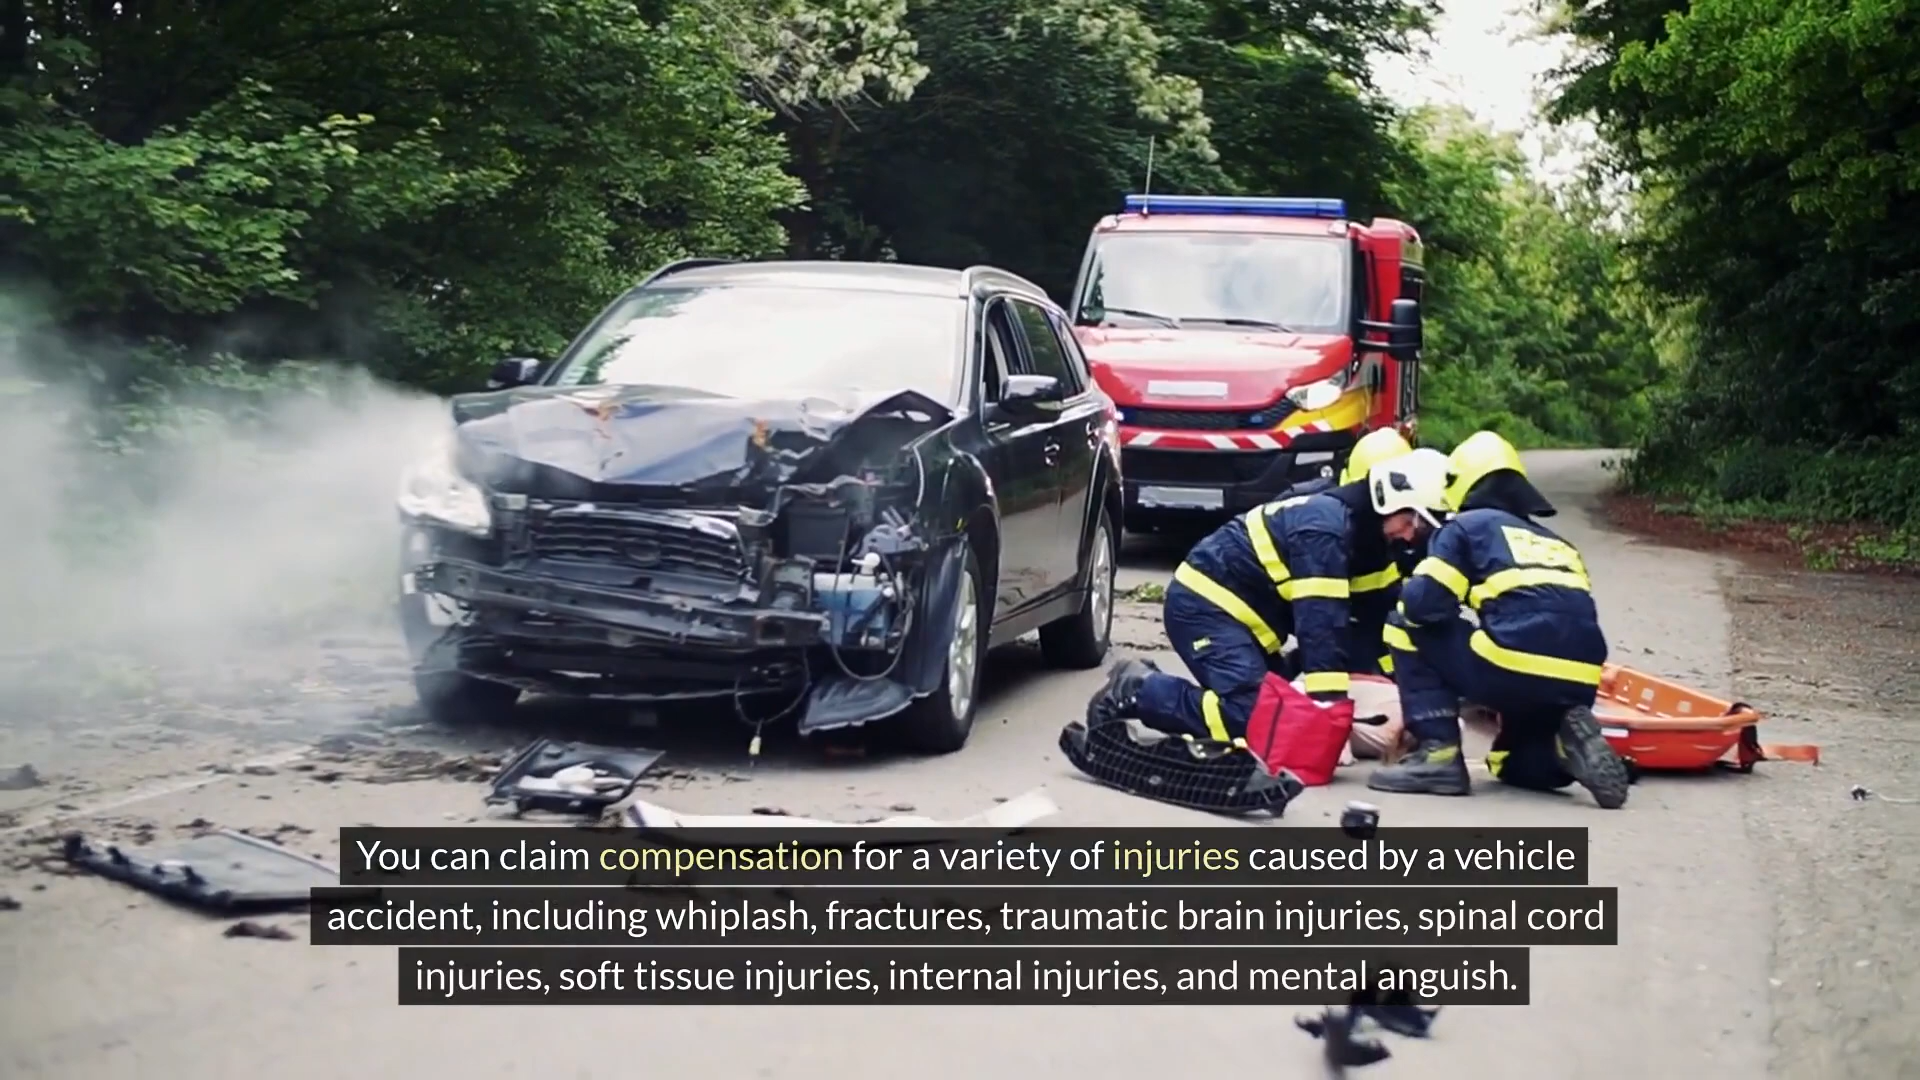 You can claim compensation for a variety of injuries caused by a vehicle
accident, including whiplash, fractures, traumatic brain injuries, spinal cord
injuries, soft tissue injuries, internal injuries, and mental anguish.